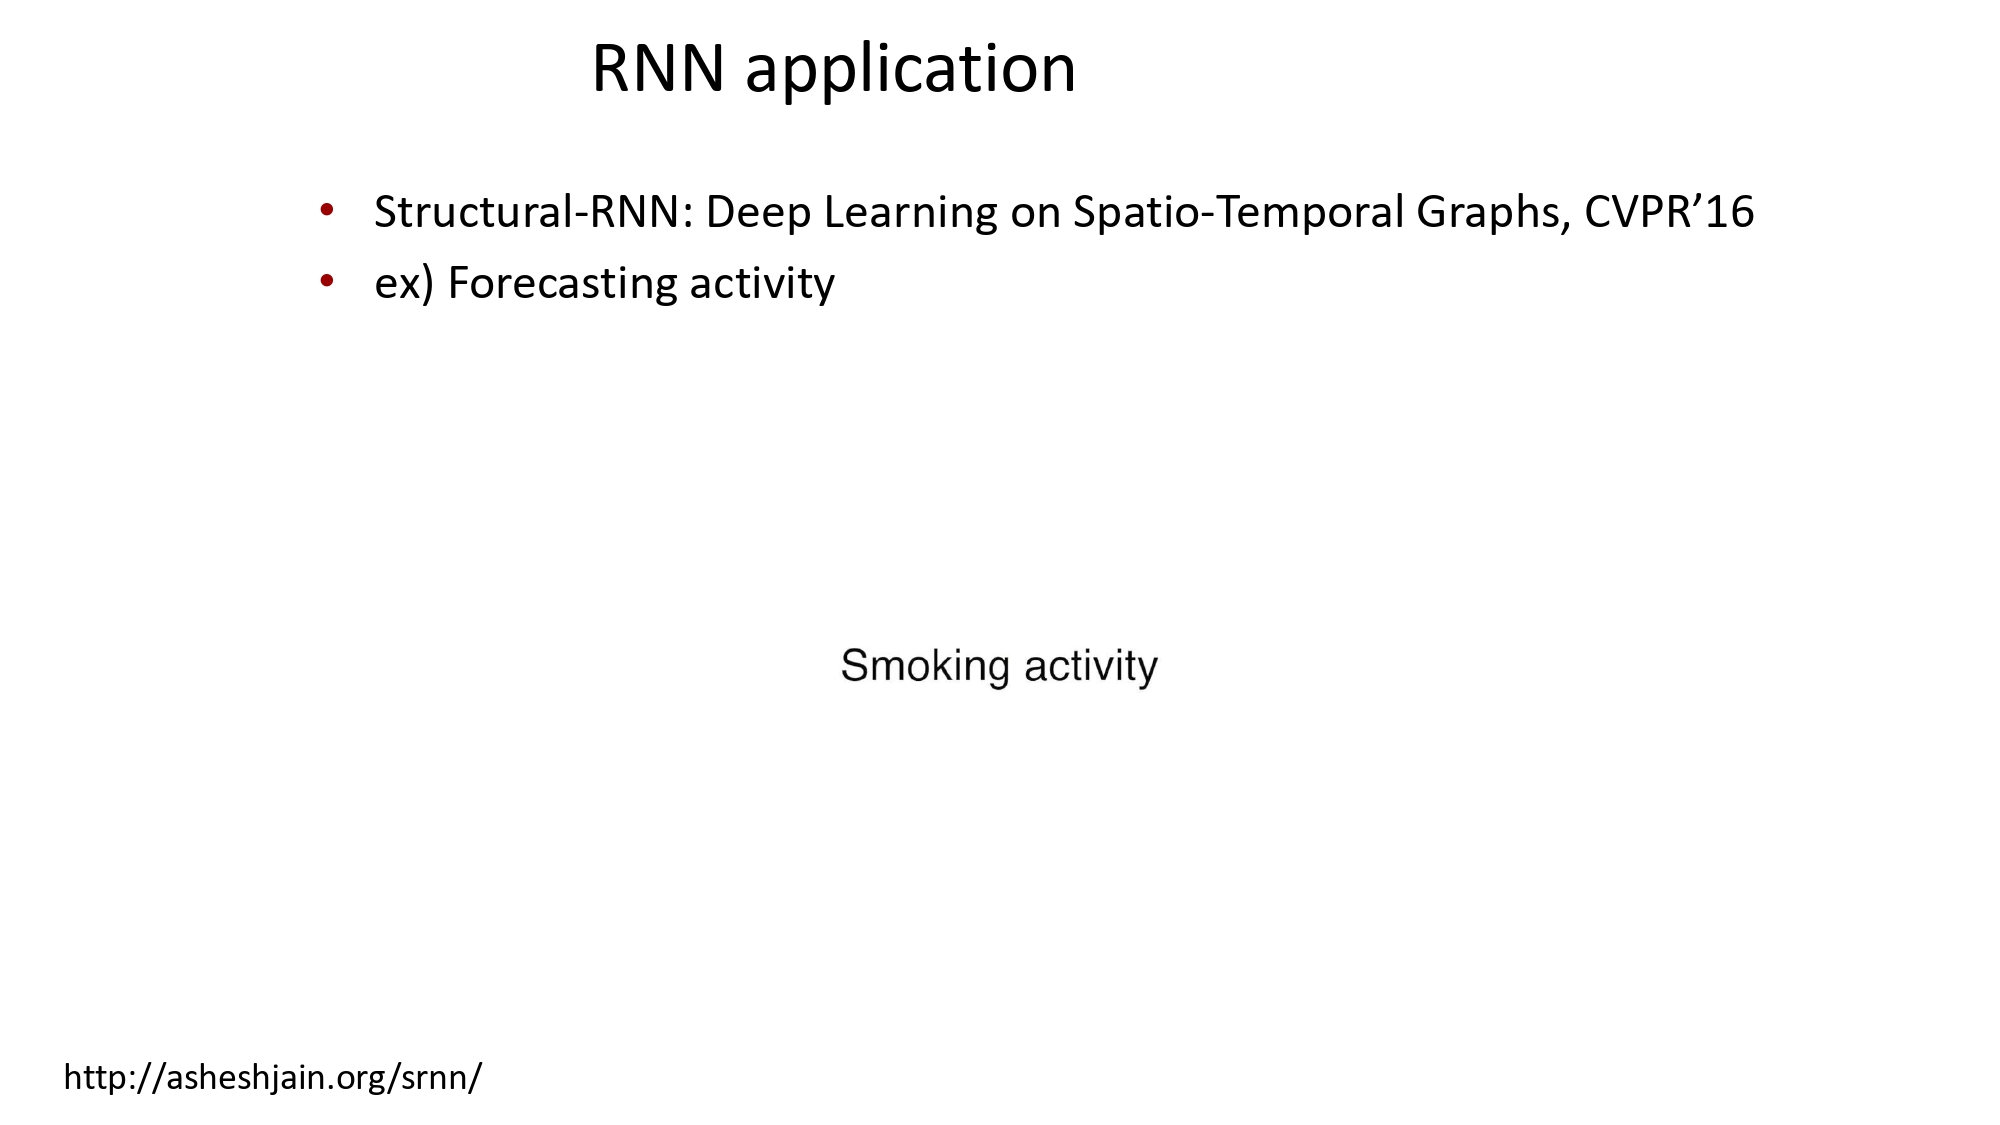 RNN application
• Structural-RNN: Deep Learning on Spatio-Temporal Graphs, CVPR’16
• ex) Forecasting activity
Smoking activity
http://asheshjain.org/srnn/